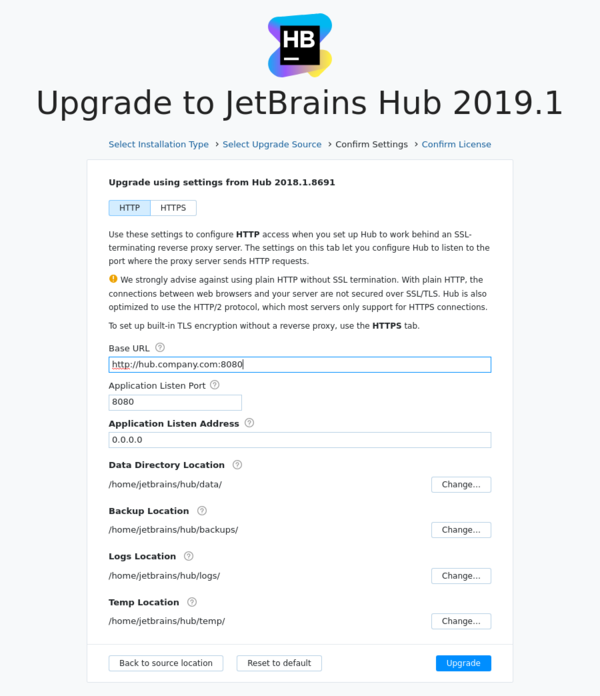 HB
Upgrade to JetBrains Hub 2019.1
Select Installation Type › Select Upgrade Source › Confirm Settings › Confirm License
Upgrade using settings from Hub 2018.1.8691
HTTP HTTPS
Use these settings to configure HTTP access when you set up Hub to work behind an SSL-
terminating reverse proxy server. The settings on this tab let you configure Hub to listen to the
port where the proxy server sends HTTP requests.
! We strongly advise against using plain HTTP without SSL termination. With plain HTTP, the
connections between web browsers and your server are not secured over SSL/TLS. Hub is also
optimized to use the HTTP/2 protocol, which most servers only support for HTTPS connections.
To set up built-in TLS encryption without a reverse proxy, use the HTTPS tab.
Base URL ?
http://hub.company.com:8080
Application Listen Port ?
8080
Application Listen Address ?
0.0.0.0
Data Directory Location ?
/home/jetbrains/hub/data/ Change...
Backup Location ?
/home/jetbrains/hub/backups/ Change...
Logs Location ?
/home/jetbrains/hub/logs/ Change...
Temp Location ?
/home/jetbrains/hub/temp/ Change...
Back to source location Reset to default Upgrade